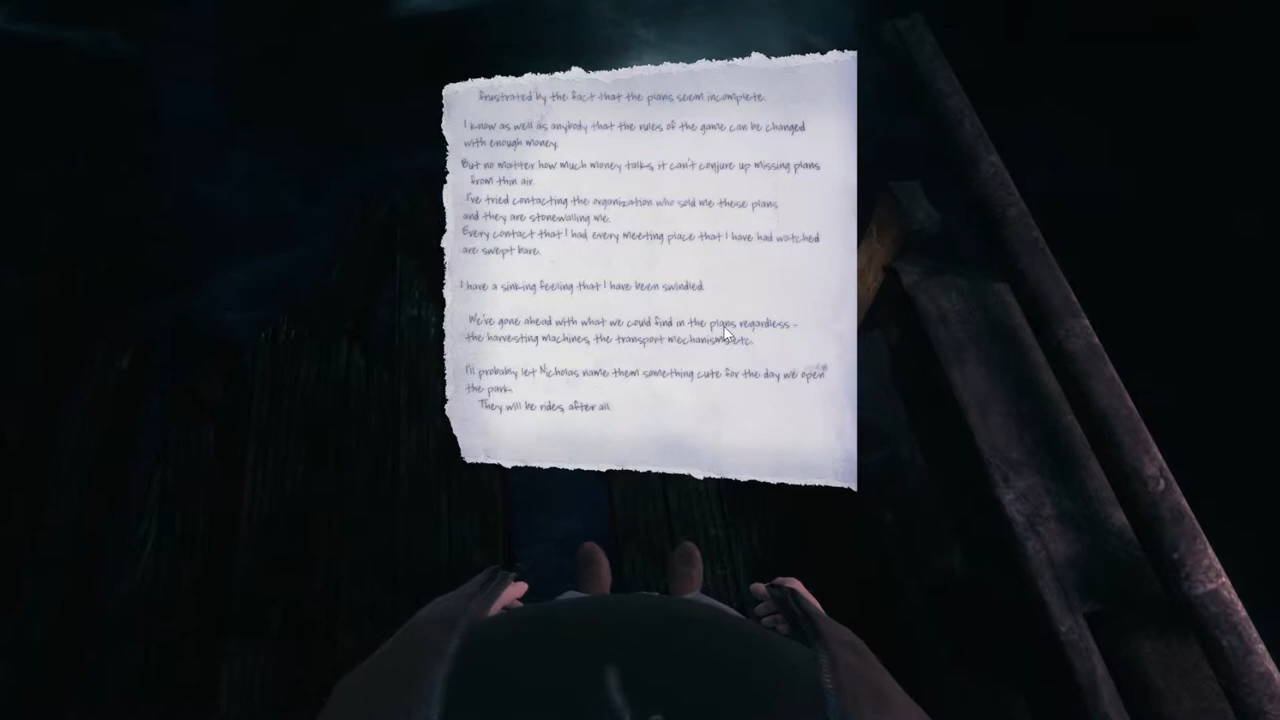 frustrated by the fact that the plans seem incomplete.
I know as well as anybody that the rules of the game can be changed
with enough money.
But no matter how much money talks, it can't conjure up missing plans
from thin air.
I've tried contacting the organization who sold me these plans
and they are stonewalling me.
Every contact that I had, every meeting place that I have had watched
are swept bare.
I have a sinking feeling that I have been swindled.
We've gone ahead with what we could find in the plans regardless -
the harvesting machines, the transport mechanisms, etc.
I'll probably let Nicholas name them something cute for the day we open
the park.
They will be rides, after all.